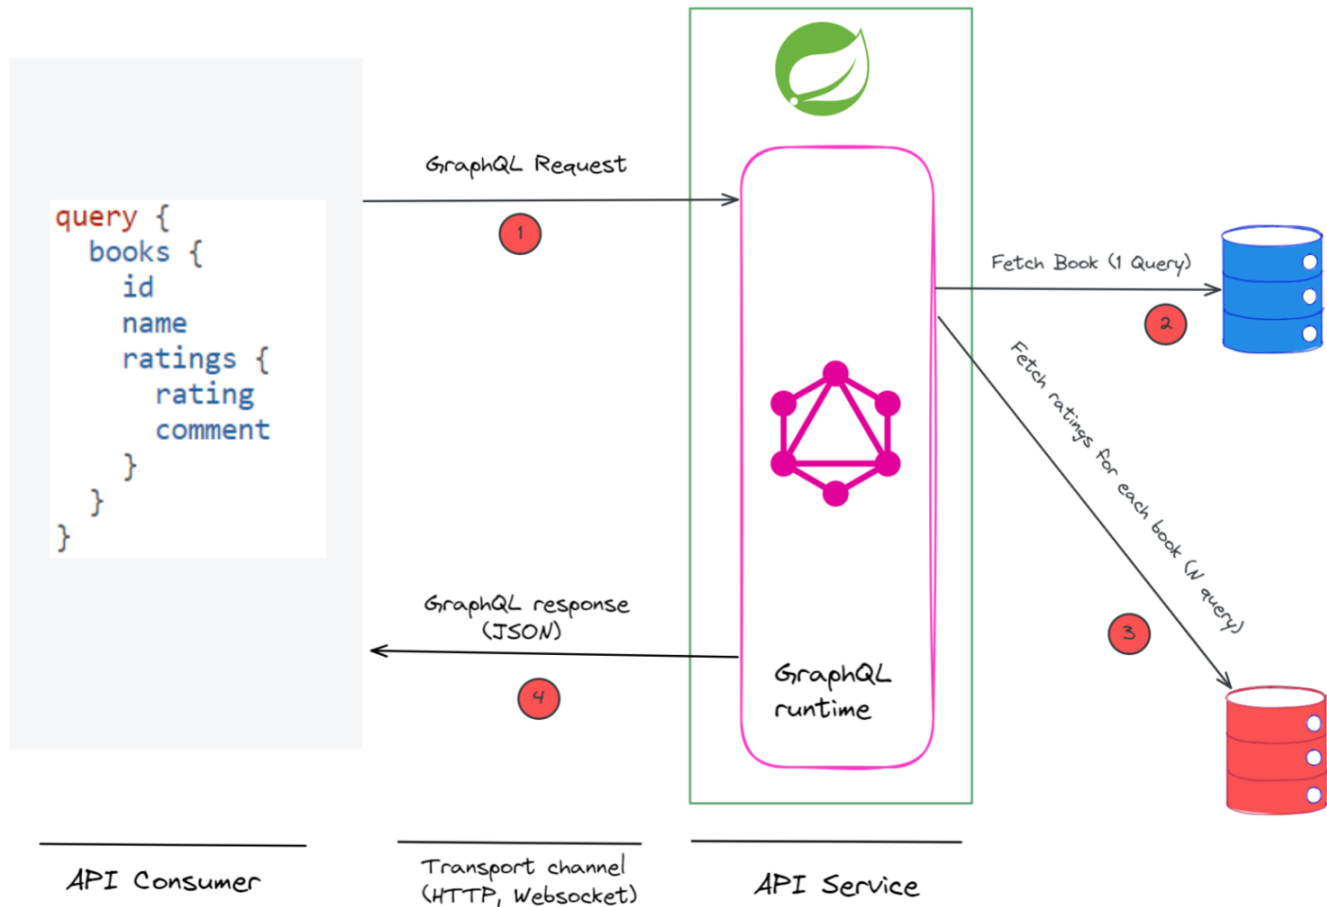 GraphQL Request
1
query {
books {
id
name
ratings {
rating
comment
}
}
}
Fetch Book (1 Query)
2
Fetch ratings for each book (N query)
3
GraphQL response
(JSON)
4
GraphQL
runtime
API Consumer
Transport channel
(HTTP, Websocket)
API Service